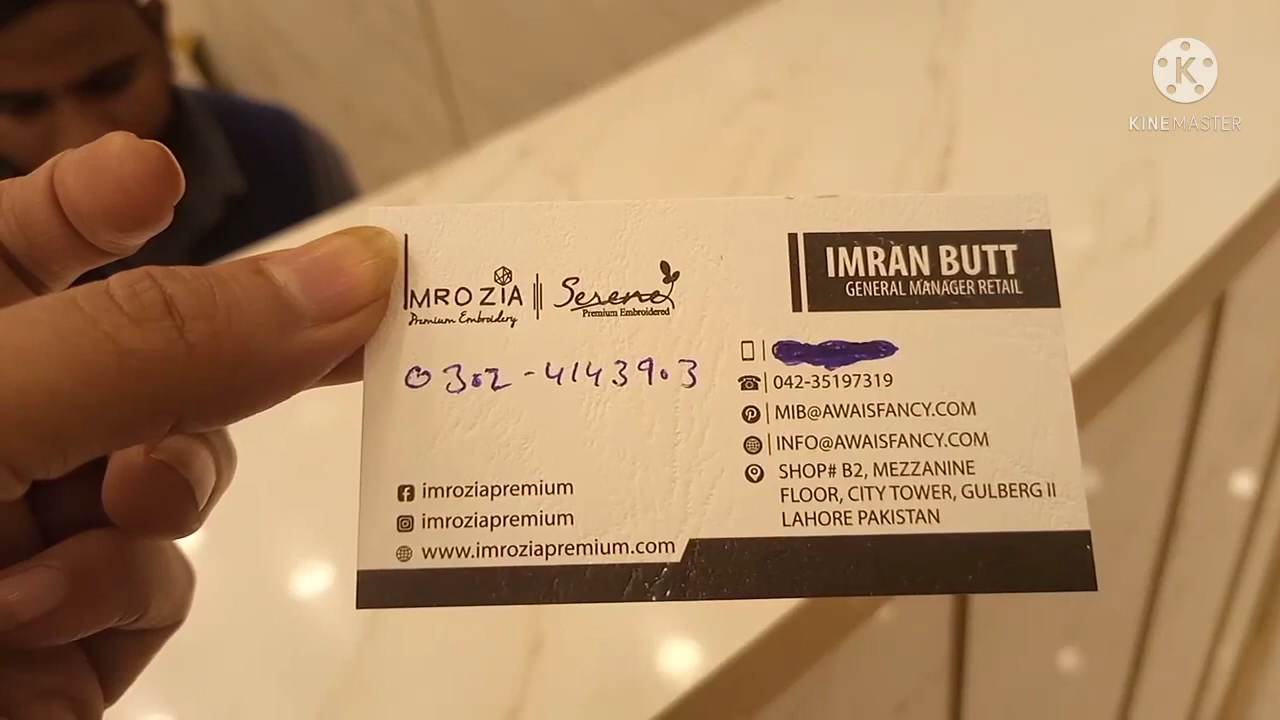 KINEMASTER
IMROZIA
Premium Embroidery
Serene
Premium Embroidered
0302-4143903
imroziapremium
imroziapremium
www.imroziapremium.com
IMRAN BUTT
GENERAL MANAGER RETAIL
042-35197319
MIB@AWAISFANCY.COM
INFO@AWAISFANCY.COM
SHOP# B2, MEZZANINE
FLOOR, CITY TOWER, GULBERG II
LAHORE PAKISTAN